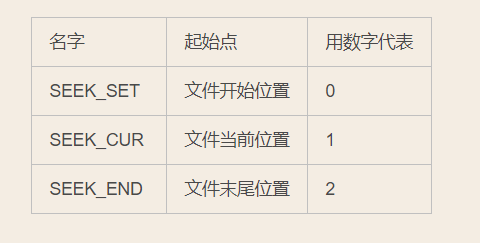 名字 起始点 用数字代表
SEEK_SET 文件开始位置 0
SEEK_CUR 文件当前位置 1
SEEK_END 文件末尾位置 2